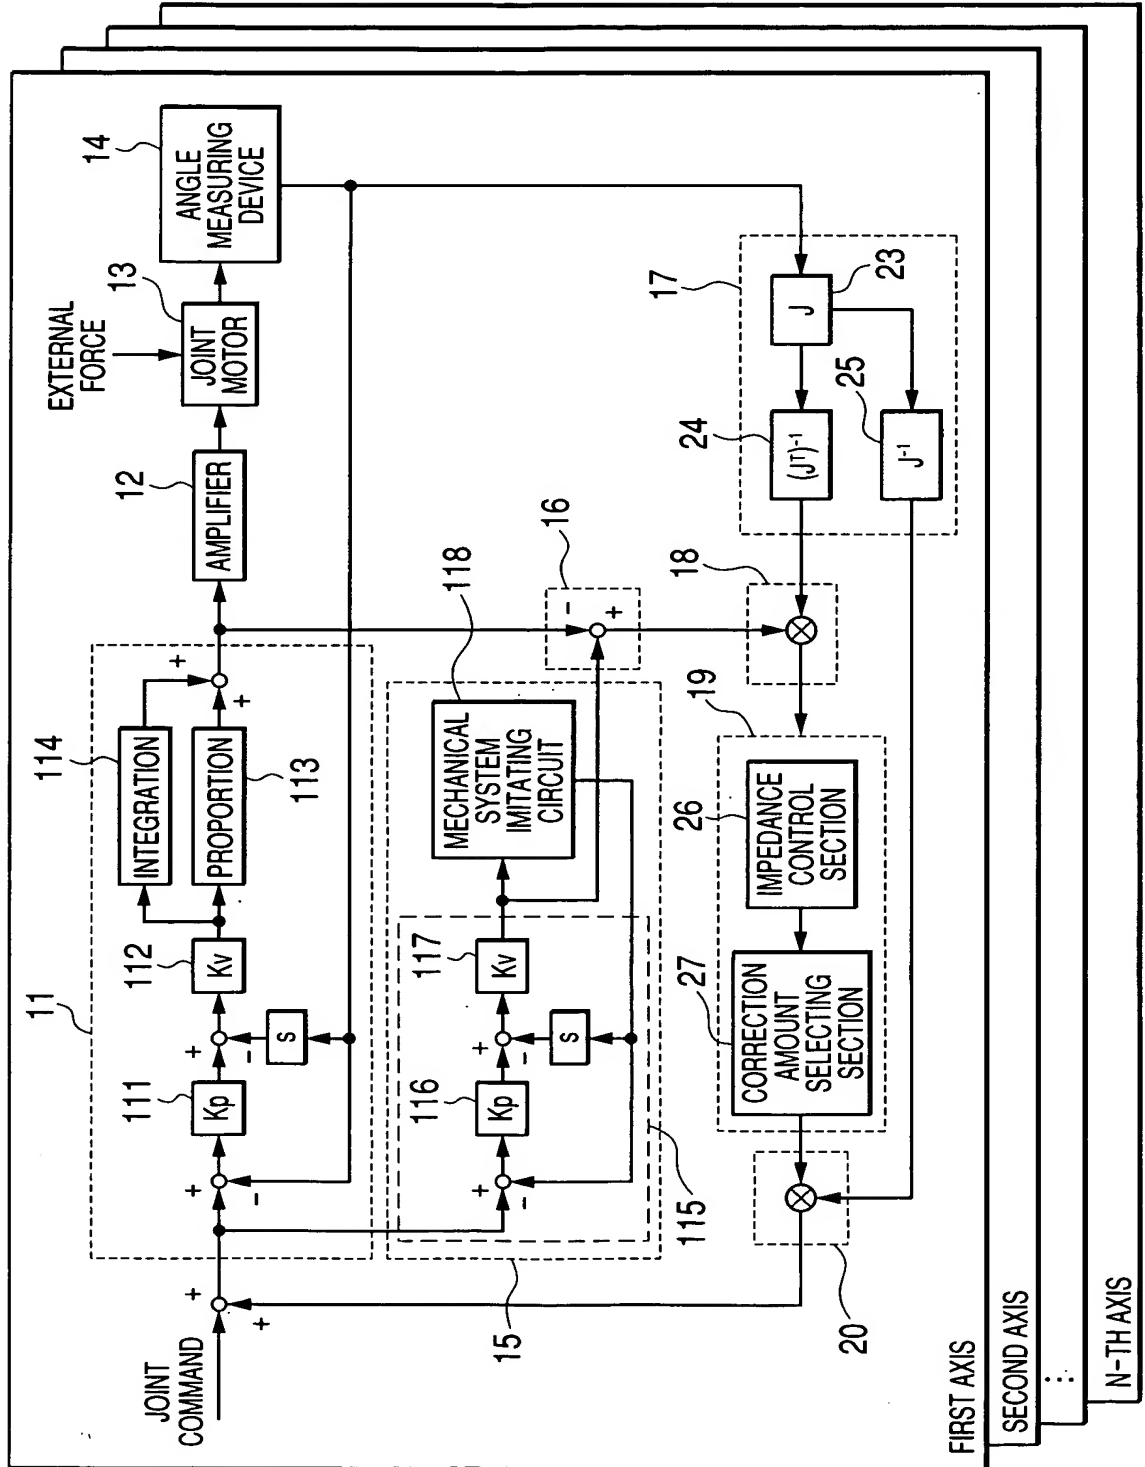 JOINT
COMMAND
+
+
11
+
-
111
Kp
+
-
S
112
Kv
114
INTEGRATION
PROPORTION
113
+
+
12
AMPLIFIER
EXTERNAL
FORCE
13
JOINT
MOTOR
14
ANGLE
MEASURING
DEVICE
15
+
-
116
Kp
+
-
S
117
Kv
115
118
MECHANICAL
SYSTEM
IMITATING
CIRCUIT
16
-
+
20
27
CORRECTION
AMOUNT
SELECTING
SECTION
26
IMPEDANCE
CONTROL
SECTION
19
18
17
24
(Jᵀ)⁻¹
J
23
25
J⁻¹
FIRST AXIS
SECOND AXIS
...
N-TH AXIS